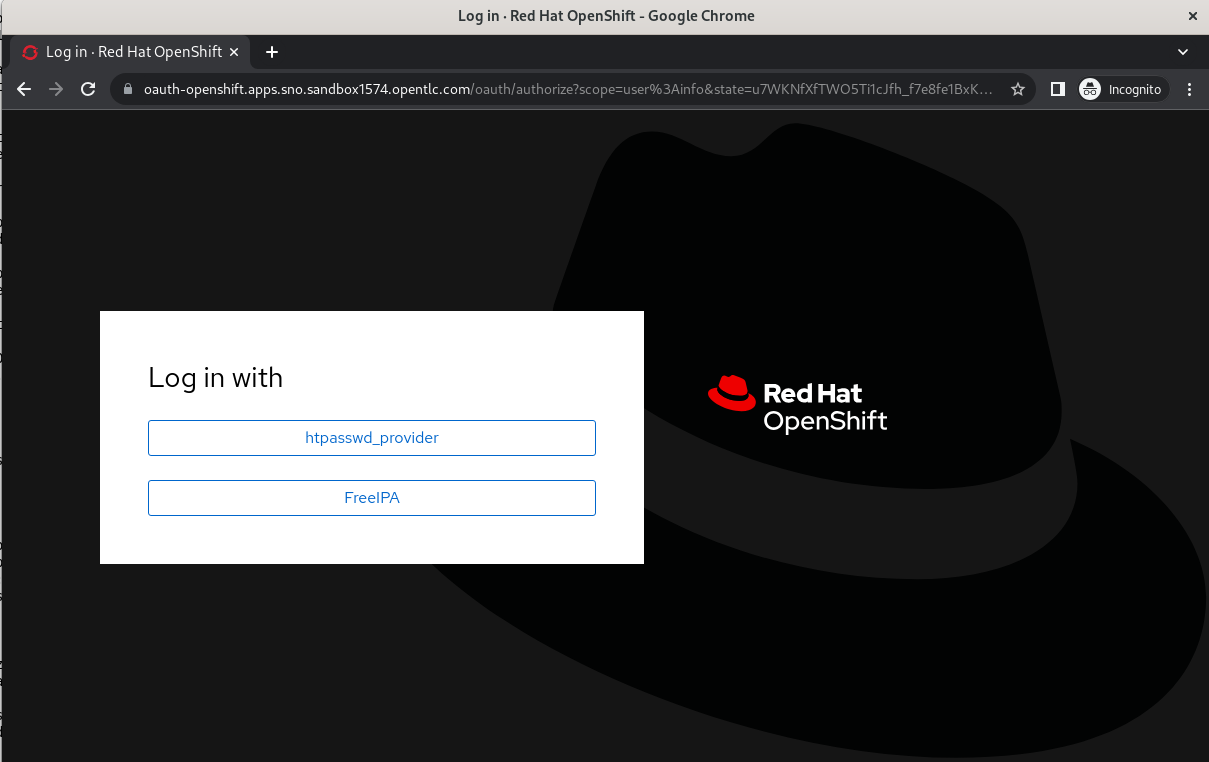 Log in · Red Hat OpenShift - Google Chrome
Log in · Red Hat OpenShift
oauth-openshift.apps.sno.sandbox1574.opentlc.com/oauth/authorize?scope=user%3Ainfo&state=u7WKNfXfTWO5Ti1cJfh_f7e8fe1BxK...
Incognito
Log in with
htpasswd_provider
FreeIPA
Red Hat
OpenShift